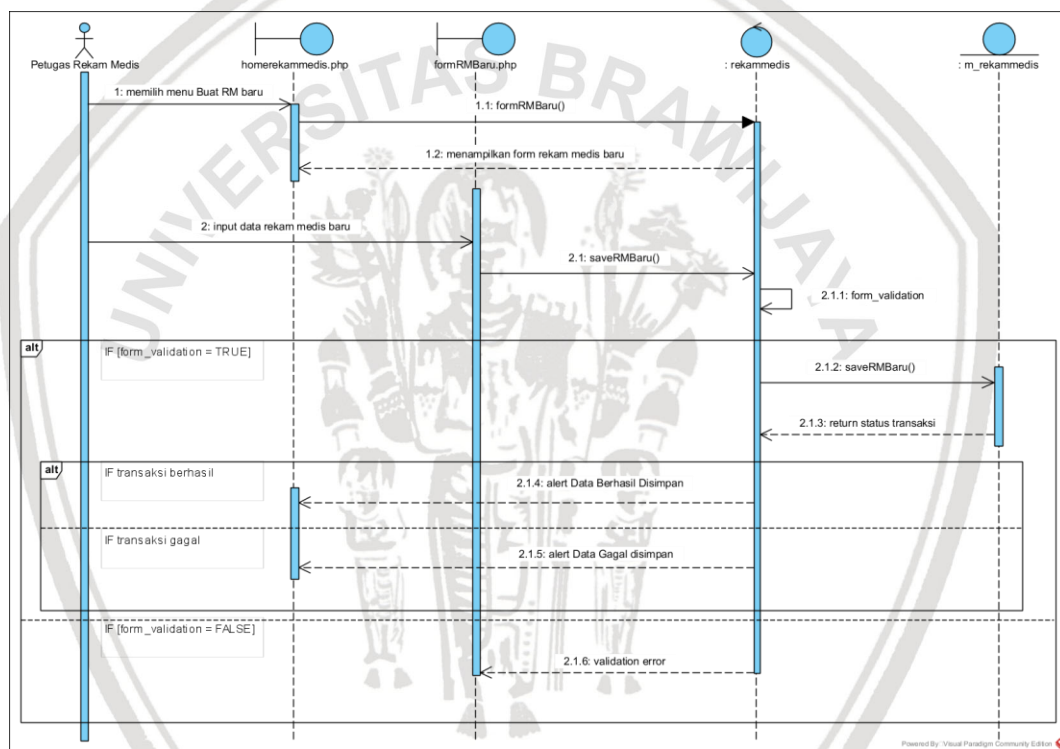 Petugas Rekam Medis
homerekammedis.php
formRMBaru.php
: rekammedis
: m_rekammedis
1: memilih menu Buat RM baru
1.1: formRMBaru()
1.2: menampilkan form rekam medis baru
UNIVERSITAS BRAWIJAYA
2: input data rekam medis baru
2.1: saveRMBaru()
2.1.1: form_validation
alt
IF [form_validation = TRUE]
2.1.2: saveRMBaru()
2.1.3: return status transaksi
alt
IF transaksi berhasil
2.1.4: alert Data Berhasil Disimpan
IF transaksi gagal
2.1.5: alert Data Gagal disimpan
IF [form_validation = FALSE]
2.1.6: validation error
Powered By Visual Paradigm Community Edition